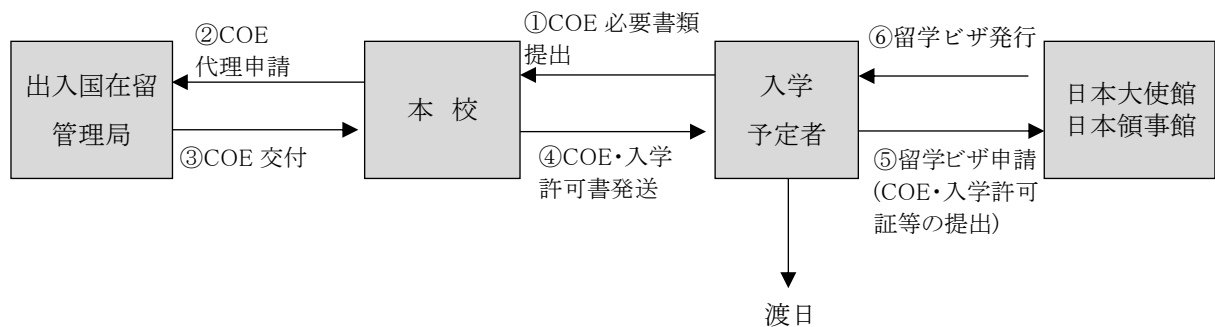 ①COE 必要書類
提出
②COE
代理申請
⑥留学ビザ発行
出入国在留
管理局
本 校
入学
予定者
日本大使館
日本領事館
③COE 交付
④COE・入学
許可書発送
⑤留学ビザ申請
(COE・入学許可
証等の提出)
渡日